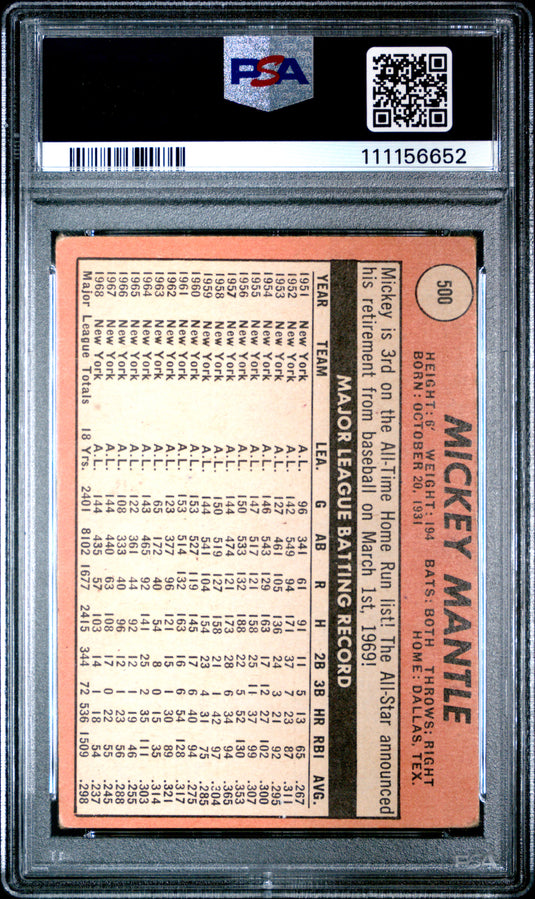 PSA
111156652
500
MICKEY MANTLE
HEIGHT: 6' WEIGHT: 194 BATS: BOTH THROWS: RIGHT
BORN: OCTOBER 20, 1931 HOME: DALLAS, TEX.
Mickey is 3rd on the All-Time Home Run list! The All-Star announced
his retirement from baseball on March 1st, 1969!
MAJOR LEAGUE BATTING RECORD
YEAR TEAM LEA. G AB R H 2B 3B HR RBI AVG.
1951 New York A.L. 96 341 61 91 11 5 13 65 .267
1952 New York A.L. 142 549 94 171 37 7 23 87 .311
1953 New York A.L. 127 461 105 136 24 3 21 92 .295
1954 New York A.L. 146 543 129 163 17 12 27 102 .300
1955 New York A.L. 147 517 121 158 25 11 37 99 .307
1956 New York A.L. 150 533 132 188 22 5 52 130 .353
1957 New York A.L. 144 474 121 173 28 6 34 94 .365
1958 New York A.L. 150 519 127 158 21 1 42 97 .304
1959 New York A.L. 144 541 104 154 23 4 31 75 .285
1960 New York A.L. 153 527 119 145 17 6 40 94 .275
1961 New York A.L. 153 514 132 163 16 6 54 128 .317
1962 New York A.L. 123 377 96 121 15 1 30 89 .321
1963 New York A.L. 65 172 40 54 8 0 15 35 .314
1964 New York A.L. 143 465 92 141 25 2 35 111 .303
1965 New York A.L. 122 361 44 92 12 1 19 46 .255
1966 New York A.L. 108 333 40 96 12 1 23 56 .288
1967 New York A.L. 144 440 63 108 17 0 22 55 .245
1968 New York A.L. 144 435 57 103 14 1 18 54 .237
Major League Totals 18 Yrs. 2401 8102 1677 2415 344 72 536 1509 .298
PSA